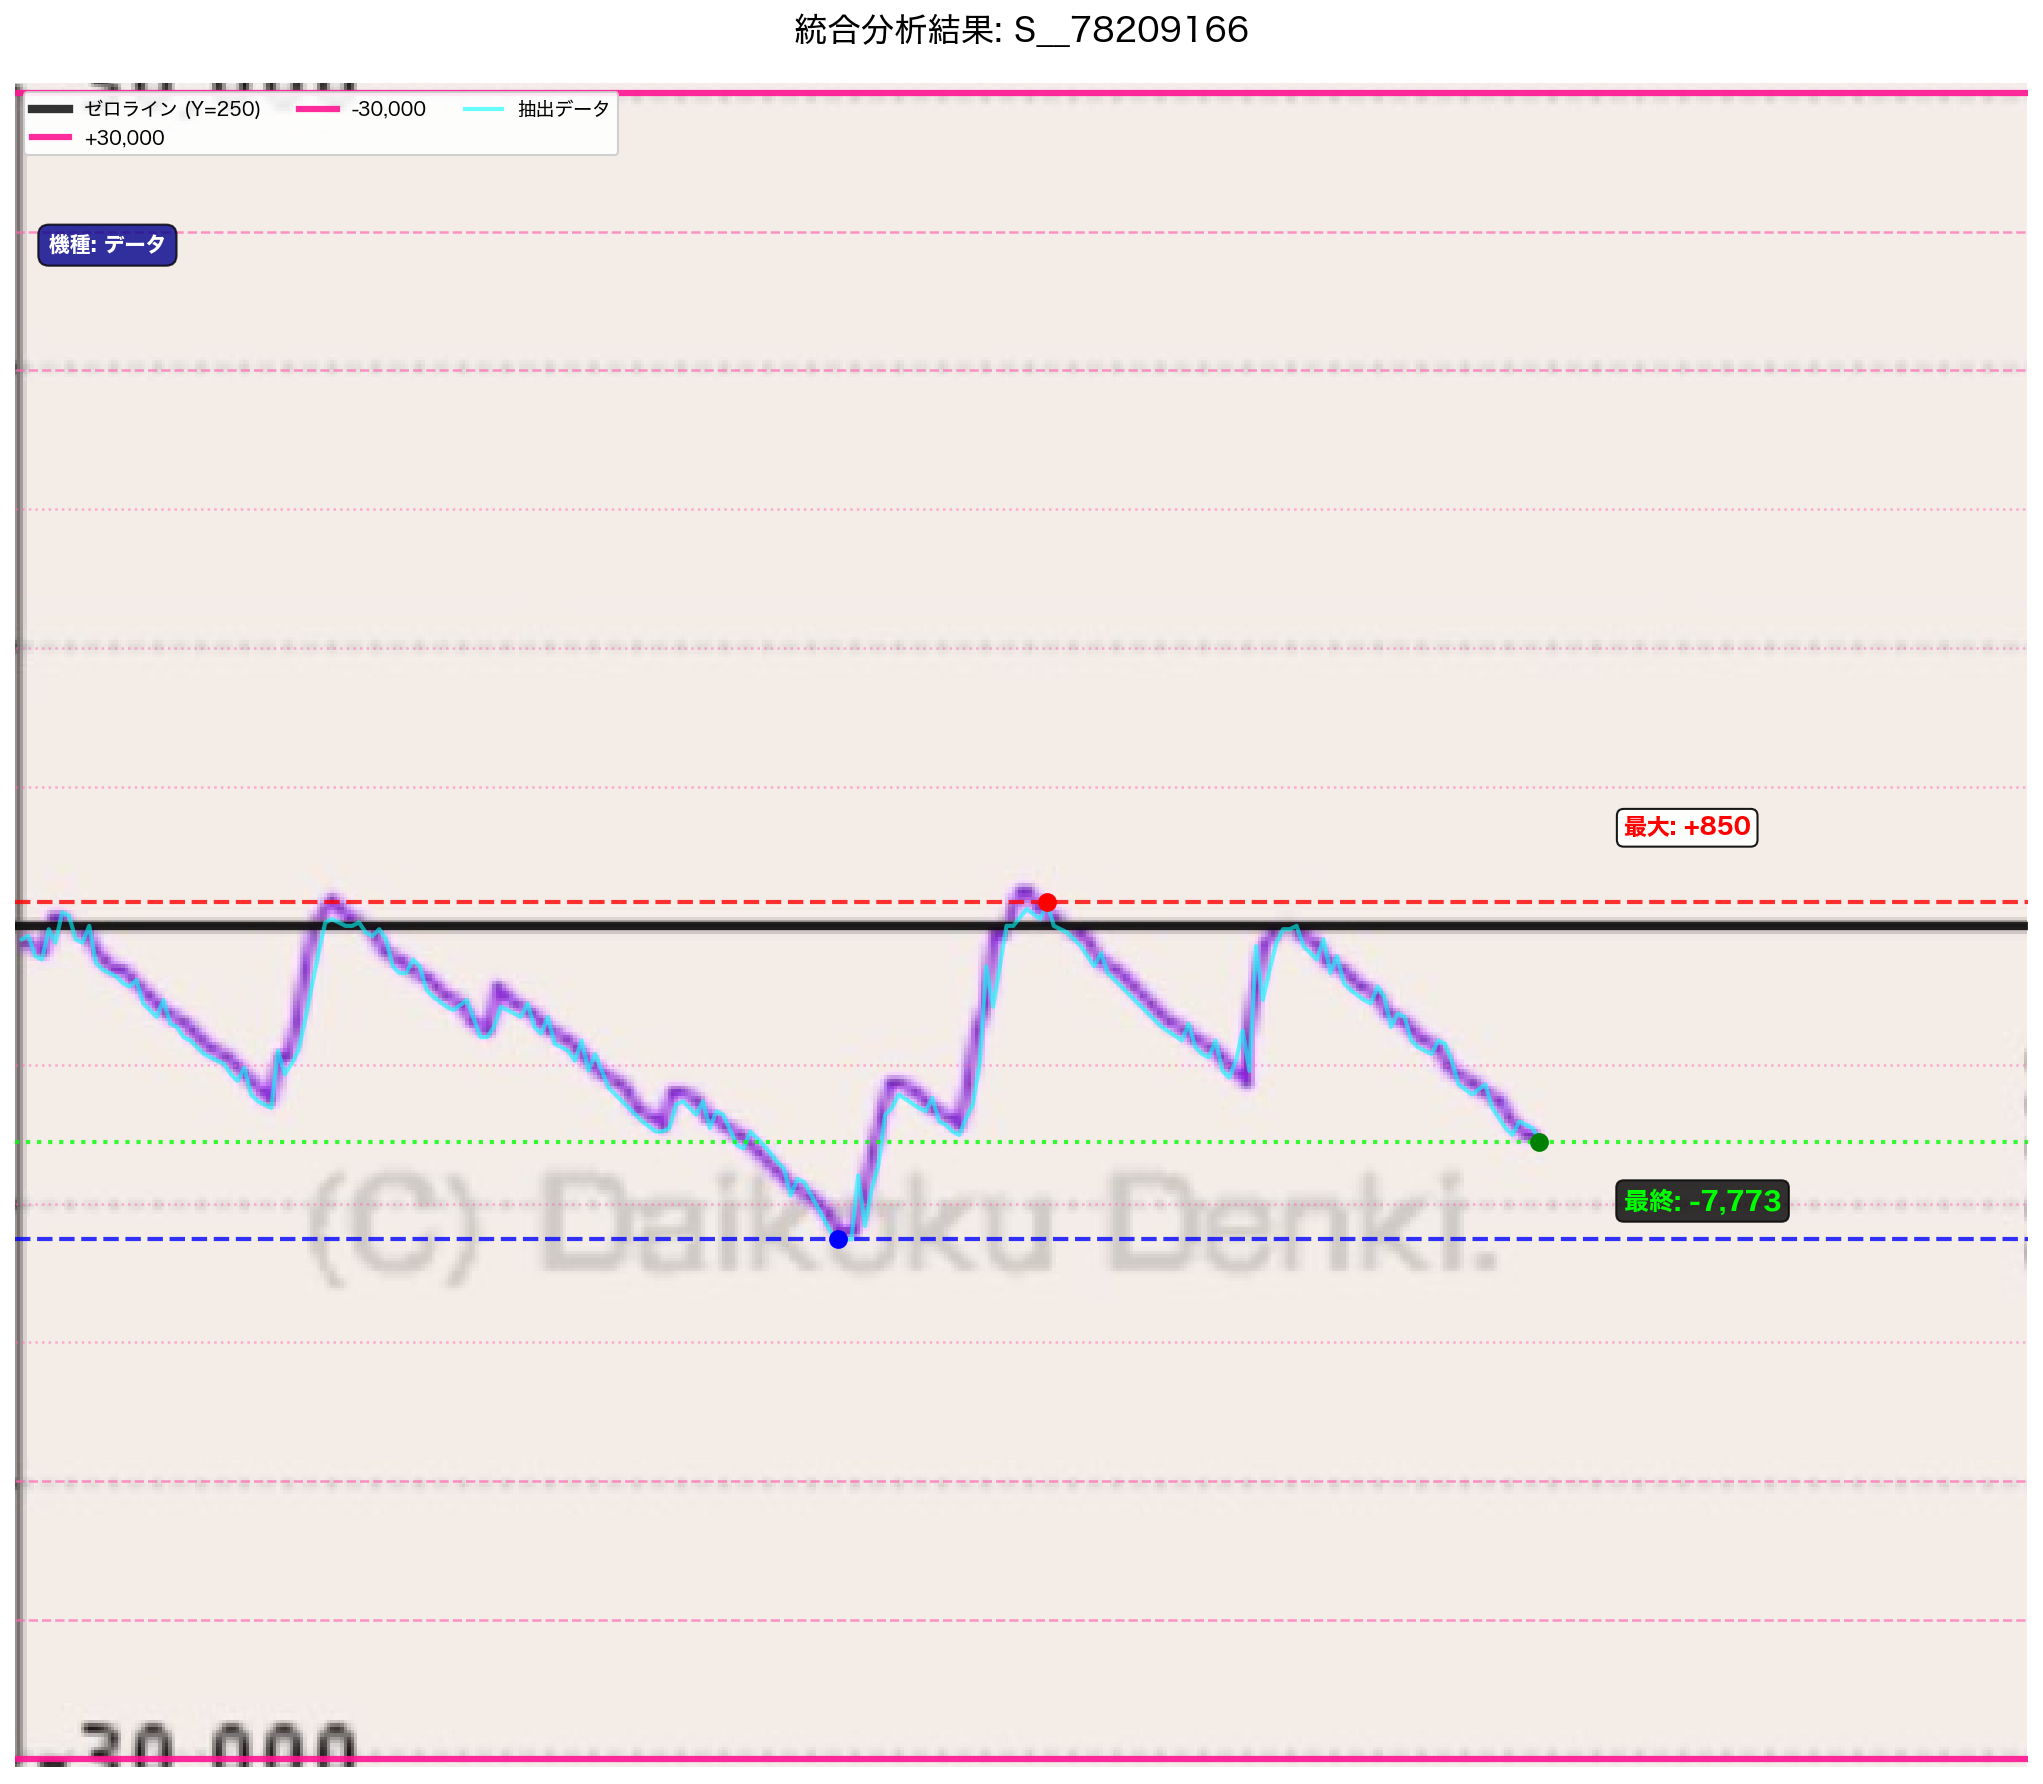 統合分析結果: S__78209166
ゼロライン (Y=250)
-30,000
抽出データ
+30,000
機種: データ
最大: +850
最終: -7,773
(C) Daikoku Denki.
-30,000